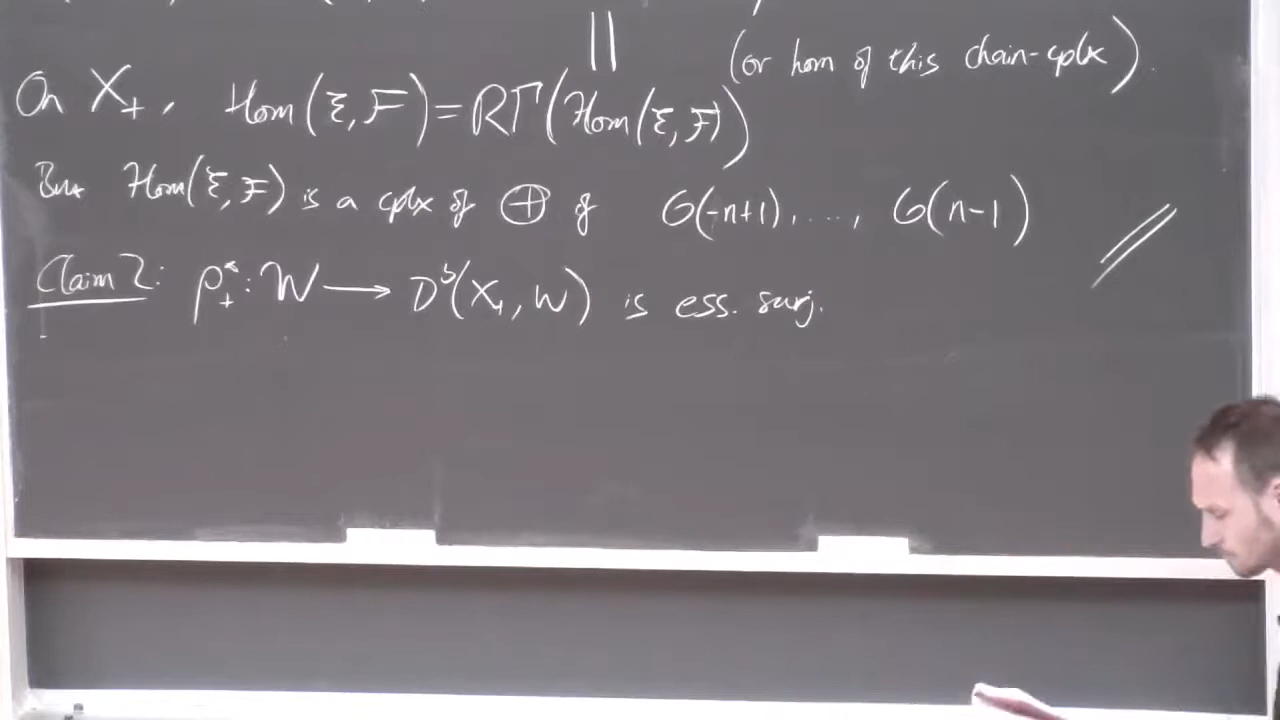 ||
(or hom of this chain-cplx).
On X₊, Hom(ℰ, F) = RΓ(Hom(ℰ, F))
But Hom(ℰ, F) is a cplx of ⊕ of O(-n+1), ..., O(n-1) //
Claim 2: ρ₊*: W ⟶ Dᵇ(X₊, W) is ess. surj.